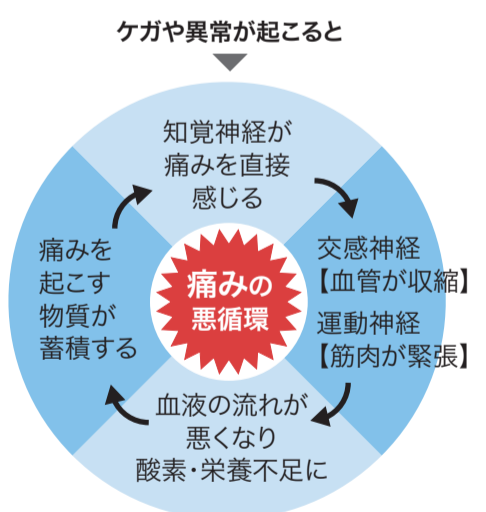 ケガや異常が起こると
知覚神経が
痛みを直接
感じる
交感神経
【血管が収縮】
運動神経
【筋肉が緊張】
血液の流れが
悪くなり
酸素・栄養不足に
痛みを
起こす
物質が
蓄積する
痛みの
悪循環